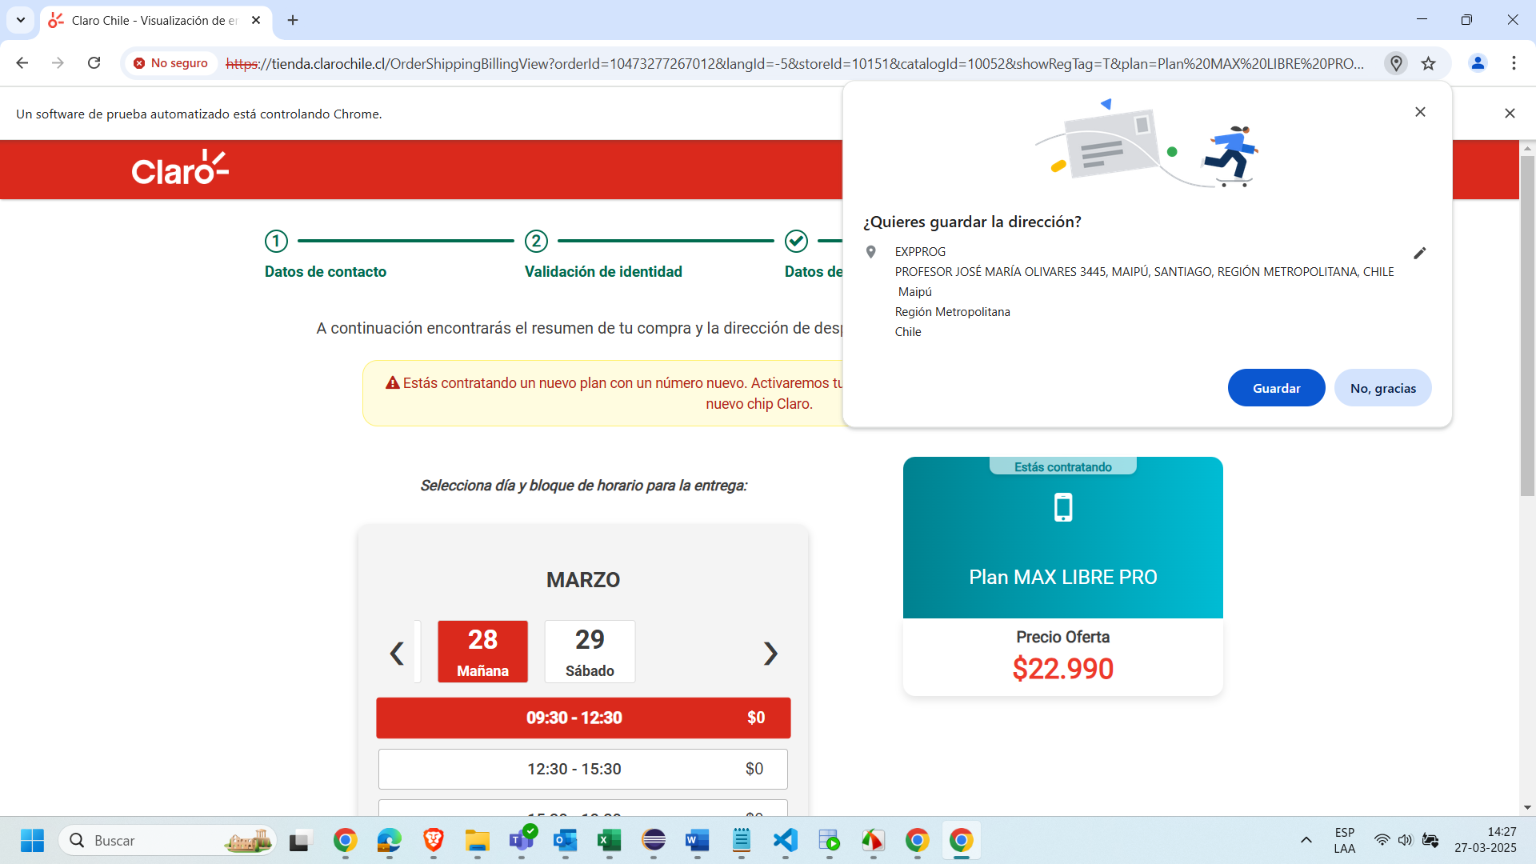 Claro Chile - Visualización de e
No seguro
https://tienda.clarochile.cl/OrderShippingBillingView?orderId=10473277267012&langId=-5&storeId=10151&catalogId=10052&showRegTag=T&plan=Plan%20MAX%20LIBRE%20PRO...
Un software de prueba automatizado está controlando Chrome.
Claro
¿Quieres guardar la dirección?
EXPPROG
PROFESOR JOSÉ MARÍA OLIVARES 3445, MAIPÚ, SANTIAGO, REGIÓN METROPOLITANA, CHILE
Maipú
Región Metropolitana
Chile
Guardar
No, gracias
1
2
Datos de contacto
Validación de identidad
Datos de
A continuación encontrarás el resumen de tu compra y la dirección de des
Estás contratando un nuevo plan con un número nuevo. Activaremos tu
nuevo chip Claro.
Selecciona día y bloque de horario para la entrega:
MARZO
28
Mañana
29
Sábado
09:30 - 12:30 $0
12:30 - 15:30 $0
Estás contratando
Plan MAX LIBRE PRO
Precio Oferta
$22.990
Buscar
ESP
LAA
14:27
27-03-2025